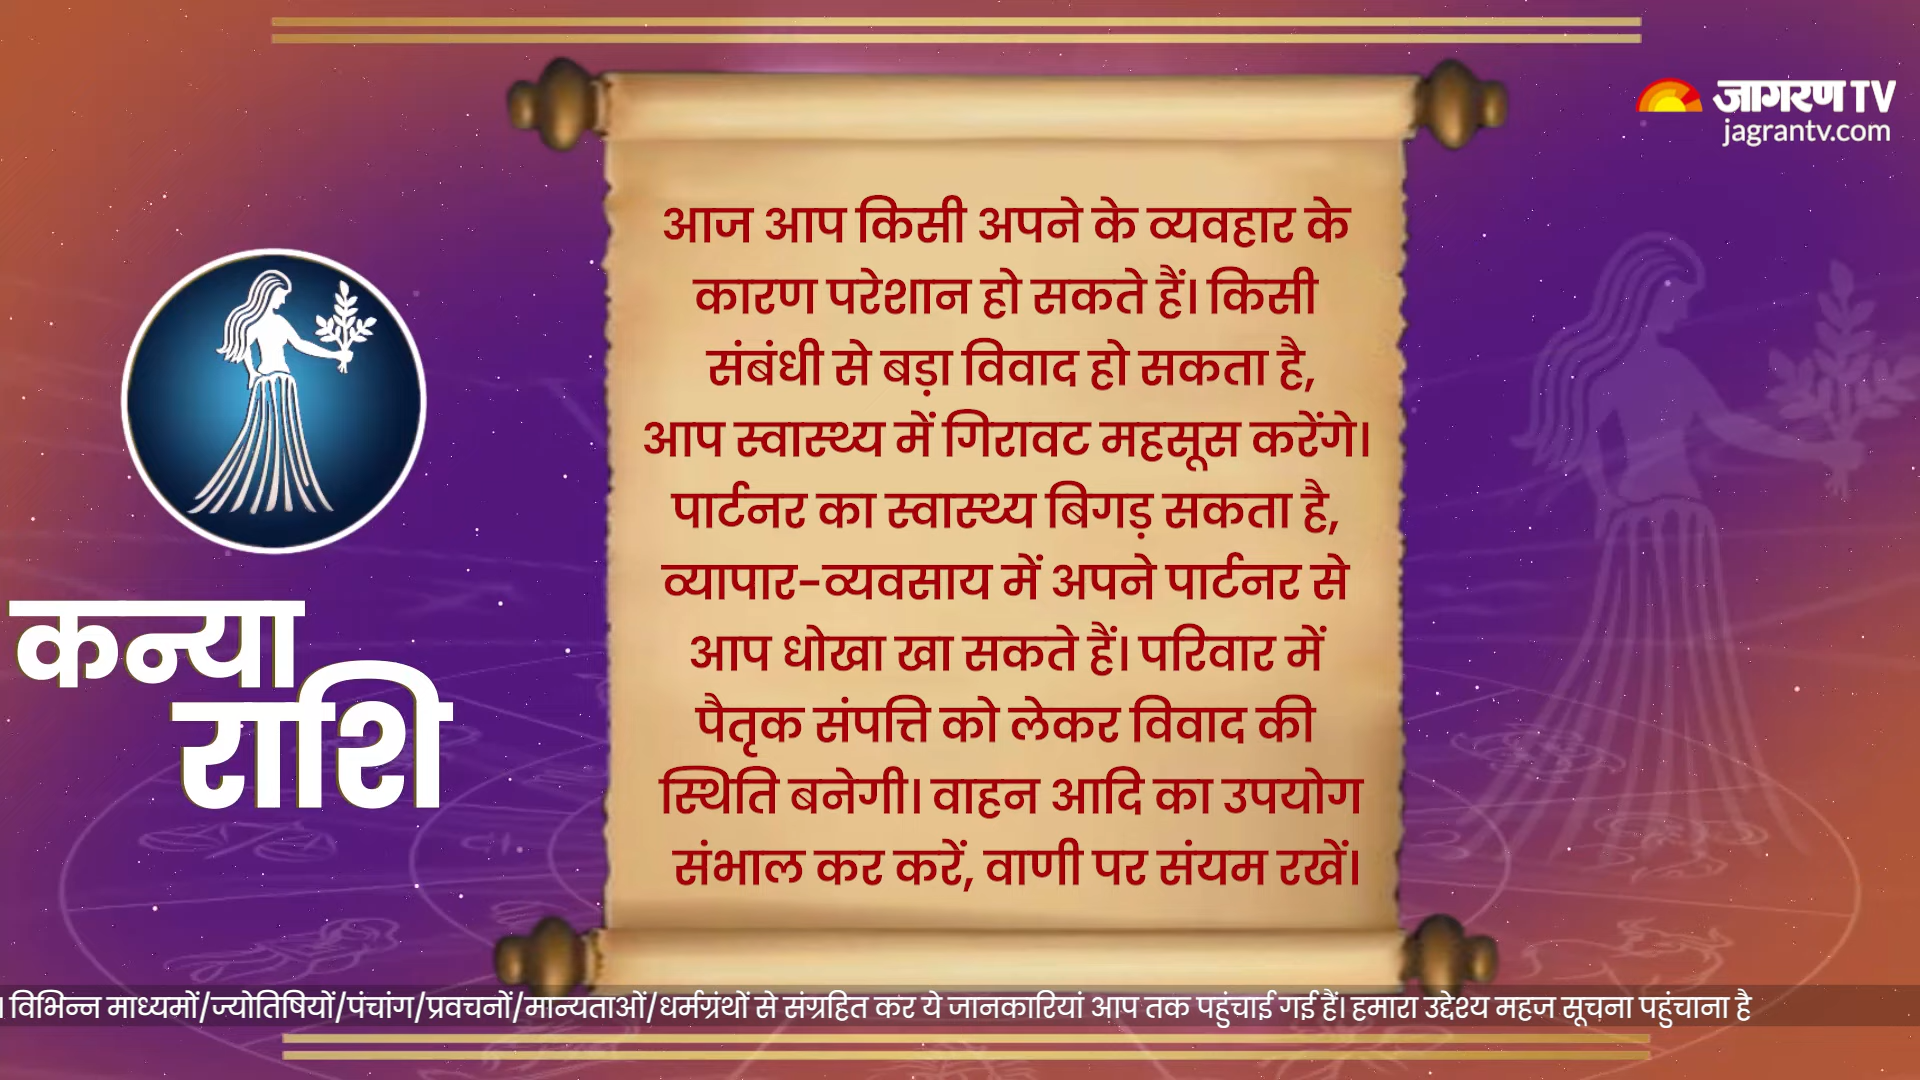 जागरण TV
jagrantv.com
आज आप किसी अपने के व्यवहार के
कारण परेशान हो सकते हैं। किसी
संबंधी से बड़ा विवाद हो सकता है,
आप स्वास्थ्य में गिरावट महसूस करेंगे।
पार्टनर का स्वास्थ्य बिगड़ सकता है,
व्यापार-व्यवसाय में अपने पार्टनर से
आप धोखा खा सकते हैं। परिवार में
पैतृक संपत्ति को लेकर विवाद की
स्थिति बनेगी। वाहन आदि का उपयोग
संभाल कर करें, वाणी पर संयम रखें।
कन्या
राशि
। विभिन्न माध्यमों/ज्योतिषियों/पंचांग/प्रवचनों/मान्यताओं/धर्मग्रंथों से संग्रहित कर ये जानकारियां आप तक पहुंचाई गई हैं। हमारा उद्देश्य महज सूचना पहुंचाना है